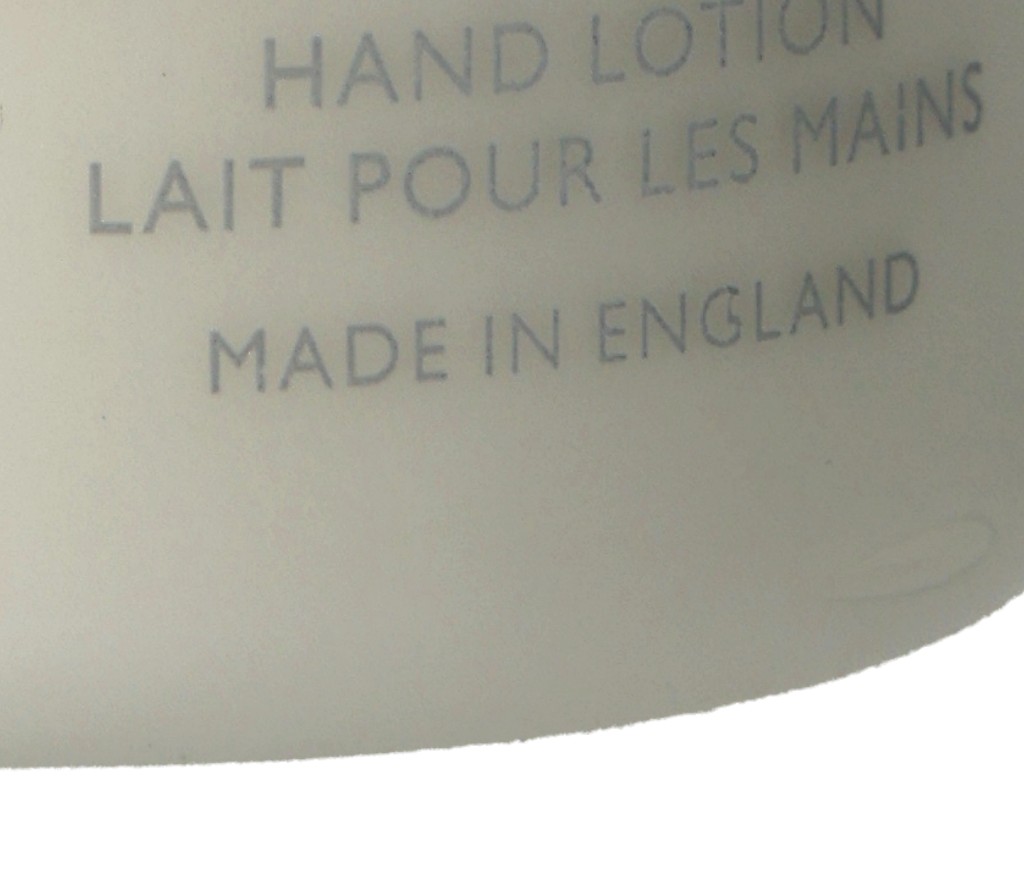 HAND LOTION
LAIT POUR LES MAINS
MADE IN ENGLAND